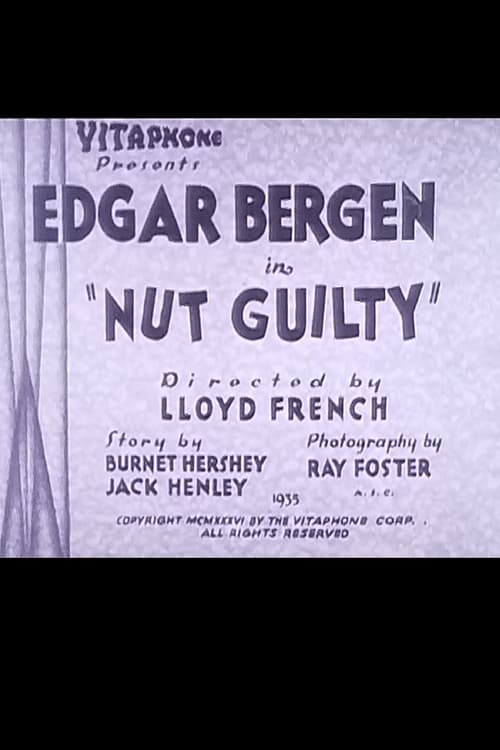 VITAPHONE
Presents
EDGAR BERGEN
in
"NUT GUILTY"
Directed by
LLOYD FRENCH
Story by
BURNET HERSHEY
JACK HENLEY
Photography by
RAY FOSTER
A.S.C.
1935
COPYRIGHT MCMXXXVI BY THE VITAPHONE CORP.
ALL RIGHTS RESERVED